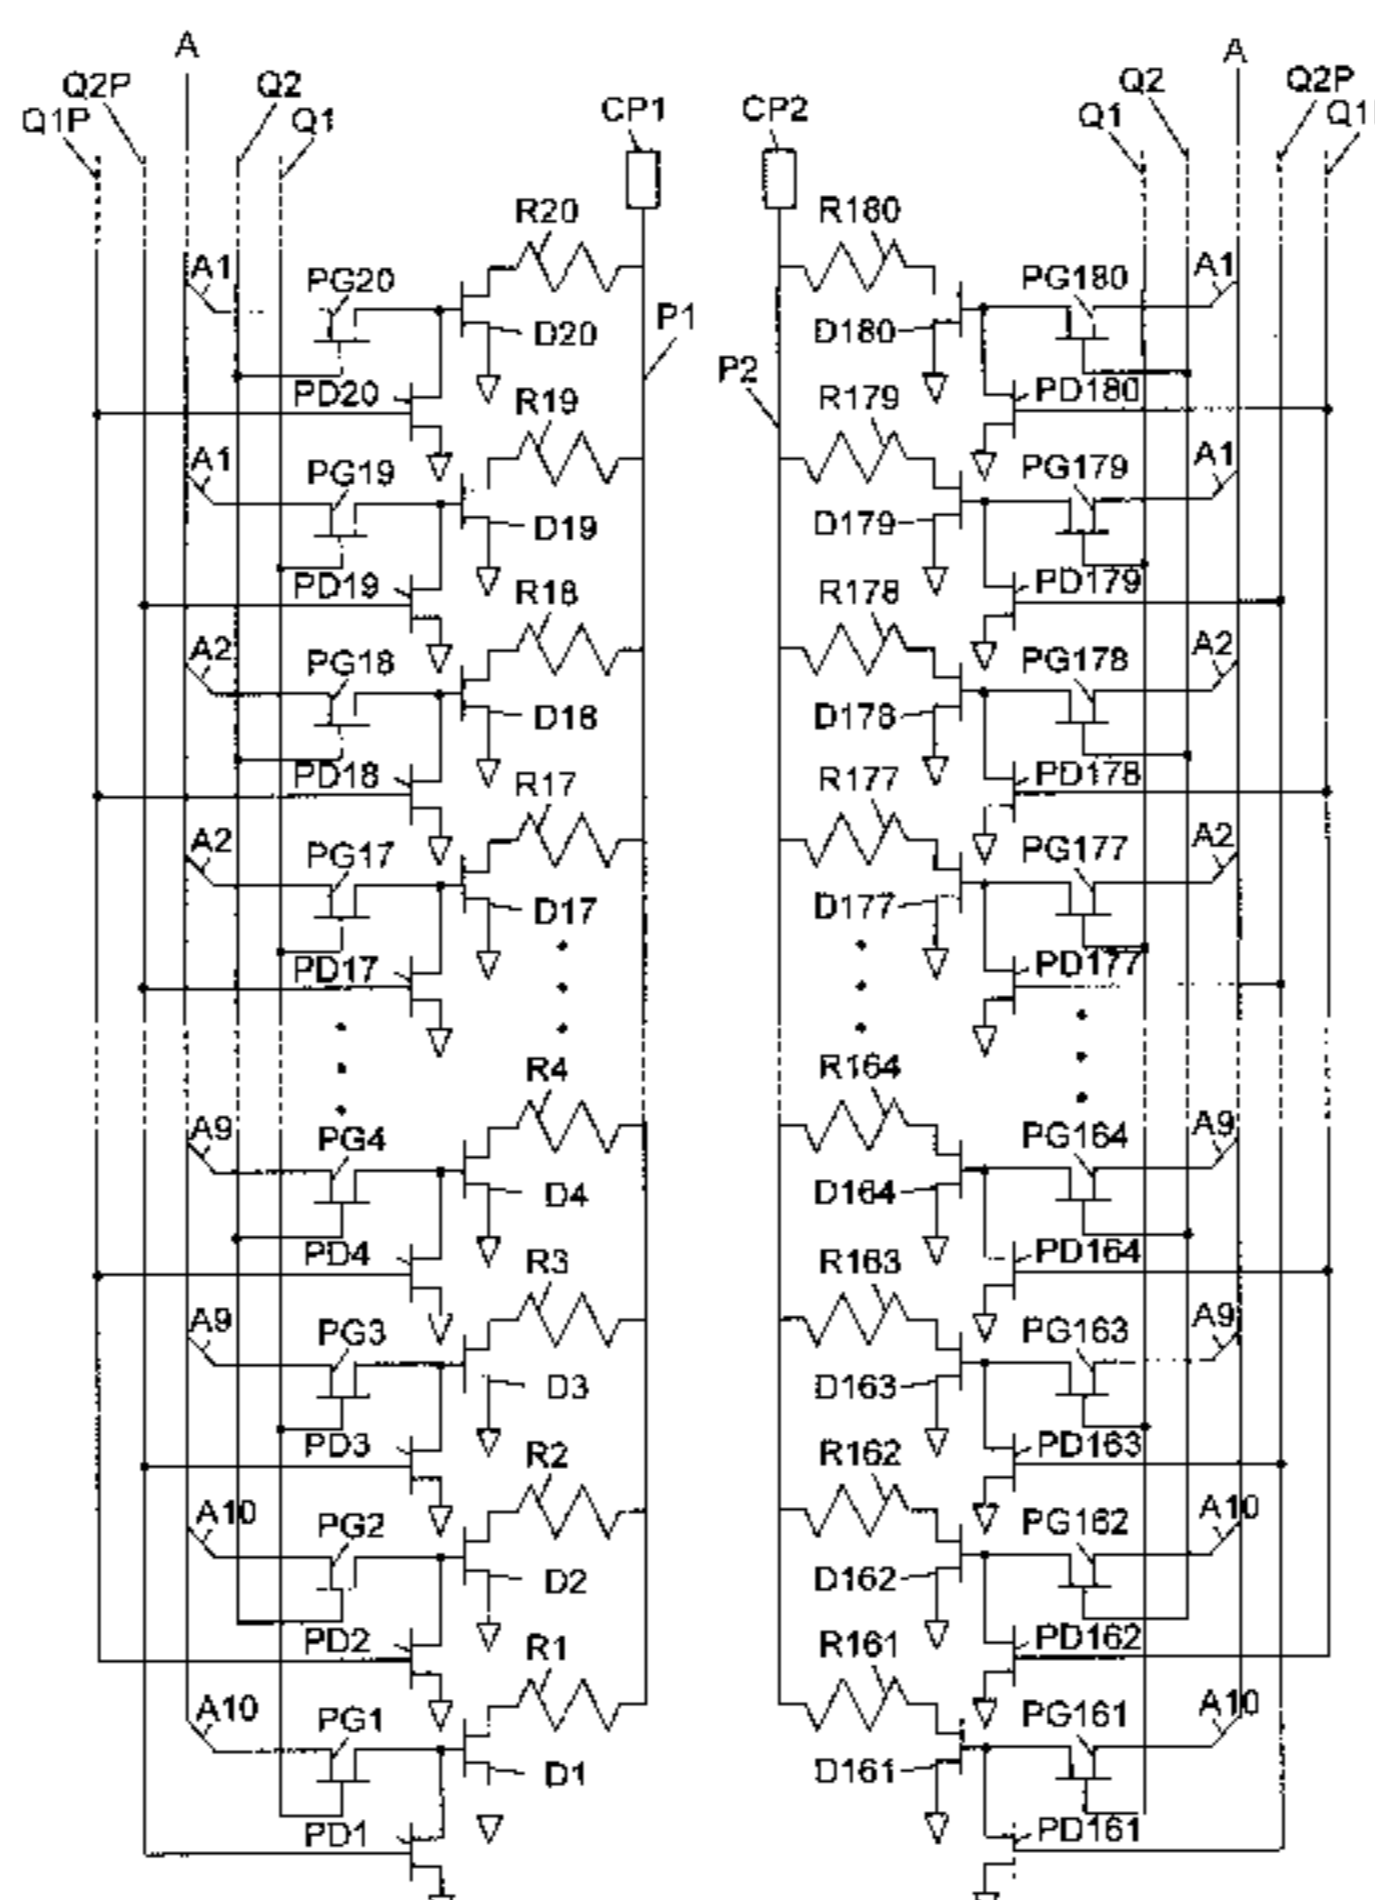 A A
Q2P Q2 Q2 Q2P
Q1P Q1 CP1 CP2 Q1 Q1
R20 R180
A1 PG20 PG180 A1
D20 P1 D180
P2
PD20 R19 R179 PD180
A1 PG19 PG179 A1
D19 D179
PD19 R18 R178 PD179
A2 PG18 PG178 A2
D18 D178
PD18 R17 R177 PD178
A2 PG17 PG177 A2
D17 D177
PD17 PD177
R4 R164
A9 PG4 PG164 A9
D4 D164
PD4 R3 R163 PD164
A9 PG3 PG163 A9
D3 D163
PD3 R2 R162 PD163
A10 PG2 PG162 A10
D2 D162
PD2 R1 R161 PD162
A10 PG1 PG161 A10
D1 D161
PD1 PD161